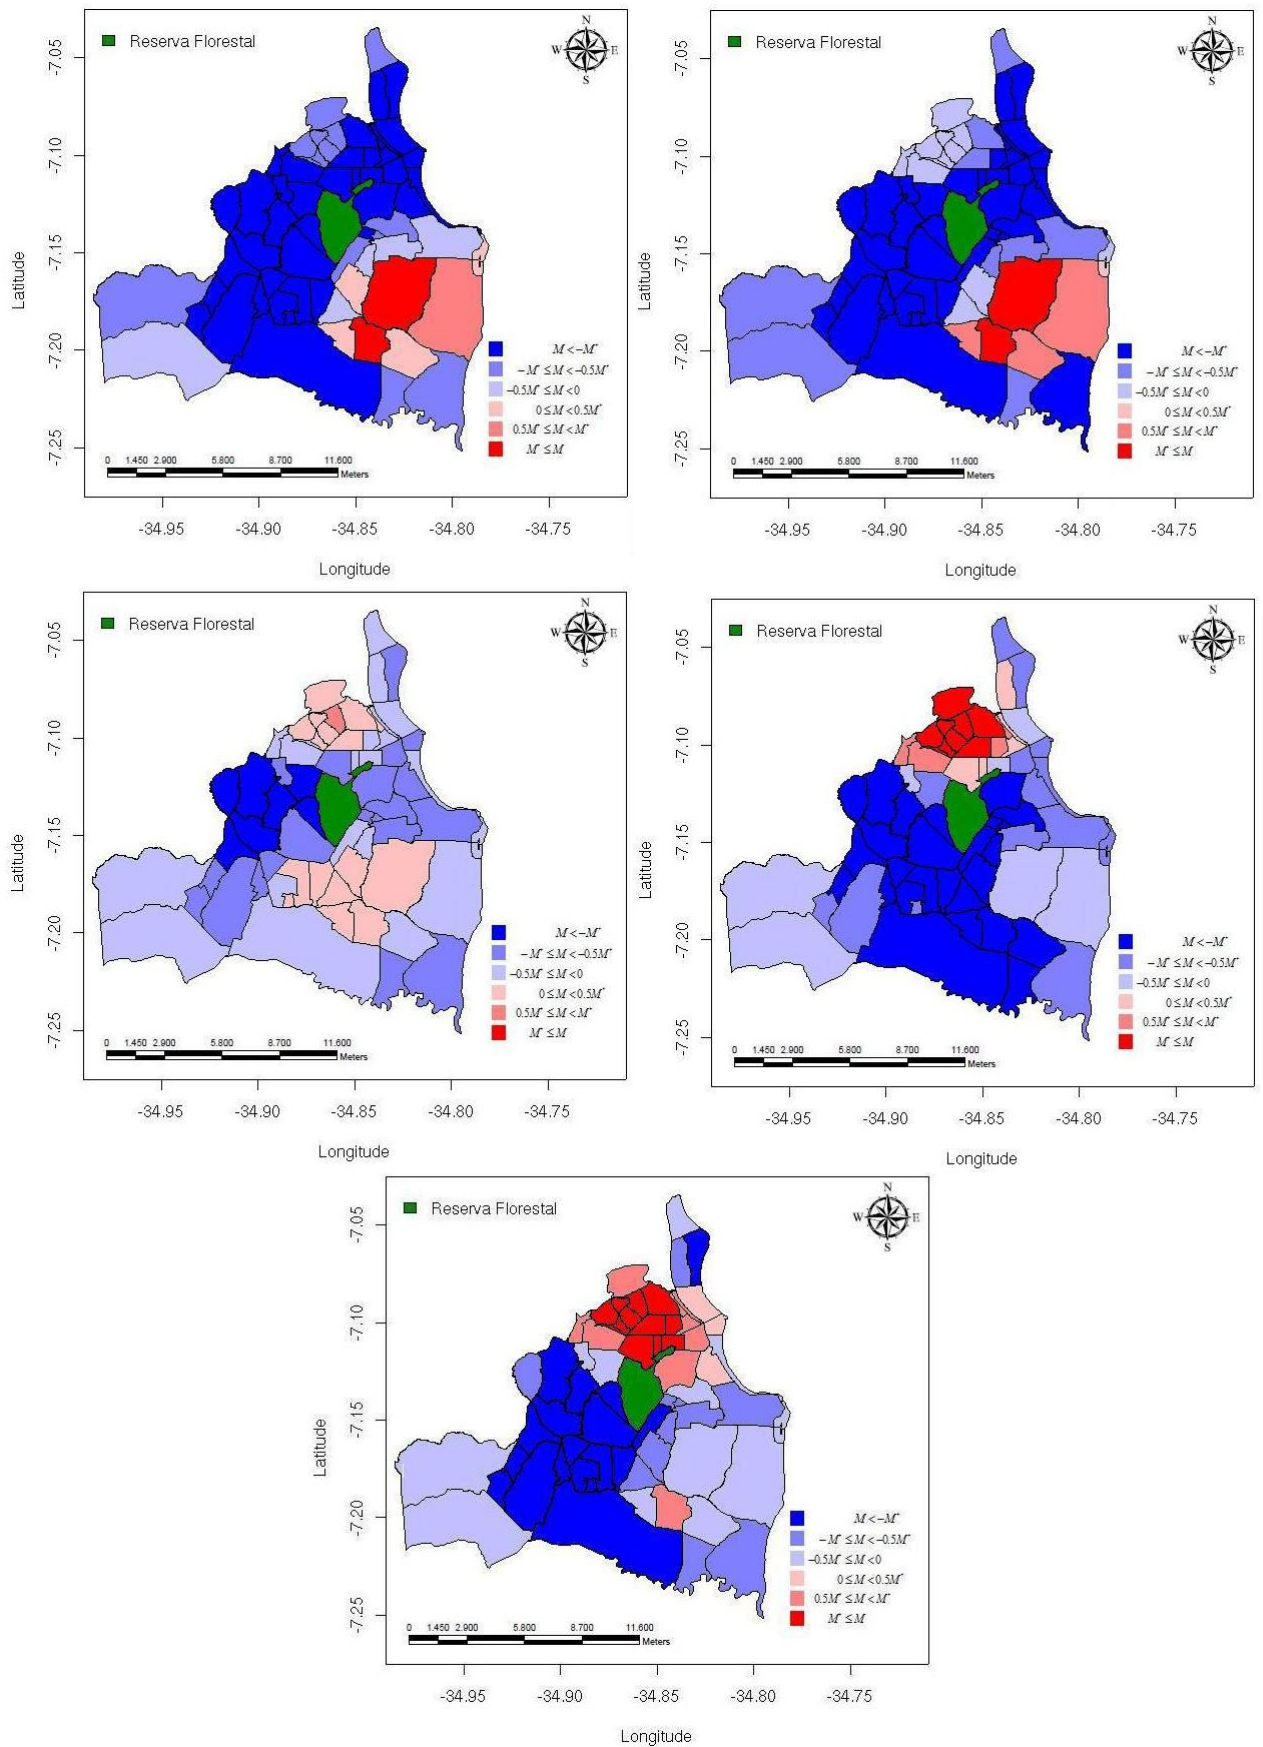 Reserva Florestal
N
W E
S
-7.05
-7.10
-7.15
-7.20
-7.25
Latitude
M<-M*
-M*≤M<-0.5M*
-0.5M*≤M<0
0≤M<0.5M*
0.5M*≤M<M*
M*≤M
0 1.450 2.900 5.800 8.700 11.600
Meters
-34.95 -34.90 -34.85 -34.80 -34.75
Longitude
Reserva Florestal
N
W E
S
-7.05
-7.10
-7.15
-7.20
-7.25
Latitude
M<-M*
-M*≤M<-0.5M*
-0.5M*≤M<0
0≤M<0.5M*
0.5M*≤M<M*
M*≤M
0 1.450 2.900 5.800 8.700 11.600
Meters
-34.95 -34.90 -34.85 -34.80 -34.75
Longitude
Reserva Florestal
N
W E
S
-7.05
-7.10
-7.15
-7.20
-7.25
Latitude
M<-M*
-M*≤M<-0.5M*
-0.5M*≤M<0
0≤M<0.5M*
0.5M*≤M<M*
M*≤M
0 1.450 2.900 5.800 8.700 11.600
Meters
-34.95 -34.90 -34.85 -34.80 -34.75
Longitude
Reserva Florestal
N
W E
S
-7.05
-7.10
-7.15
-7.20
-7.25
Latitude
M<-M*
-M*≤M<-0.5M*
-0.5M*≤M<0
0≤M<0.5M*
0.5M*≤M<M*
M*≤M
0 1.450 2.900 5.800 8.700 11.600
Meters
-34.95 -34.90 -34.85 -34.80 -34.75
Longitude
Reserva Florestal
N
W E
S
-7.05
-7.10
-7.15
-7.20
-7.25
Latitude
M<-M*
-M*≤M<-0.5M*
-0.5M*≤M<0
0≤M<0.5M*
0.5M*≤M<M*
M*≤M
0 1.450 2.900 5.800 8.700 11.600
Meters
-34.95 -34.90 -34.85 -34.80 -34.75
Longitude